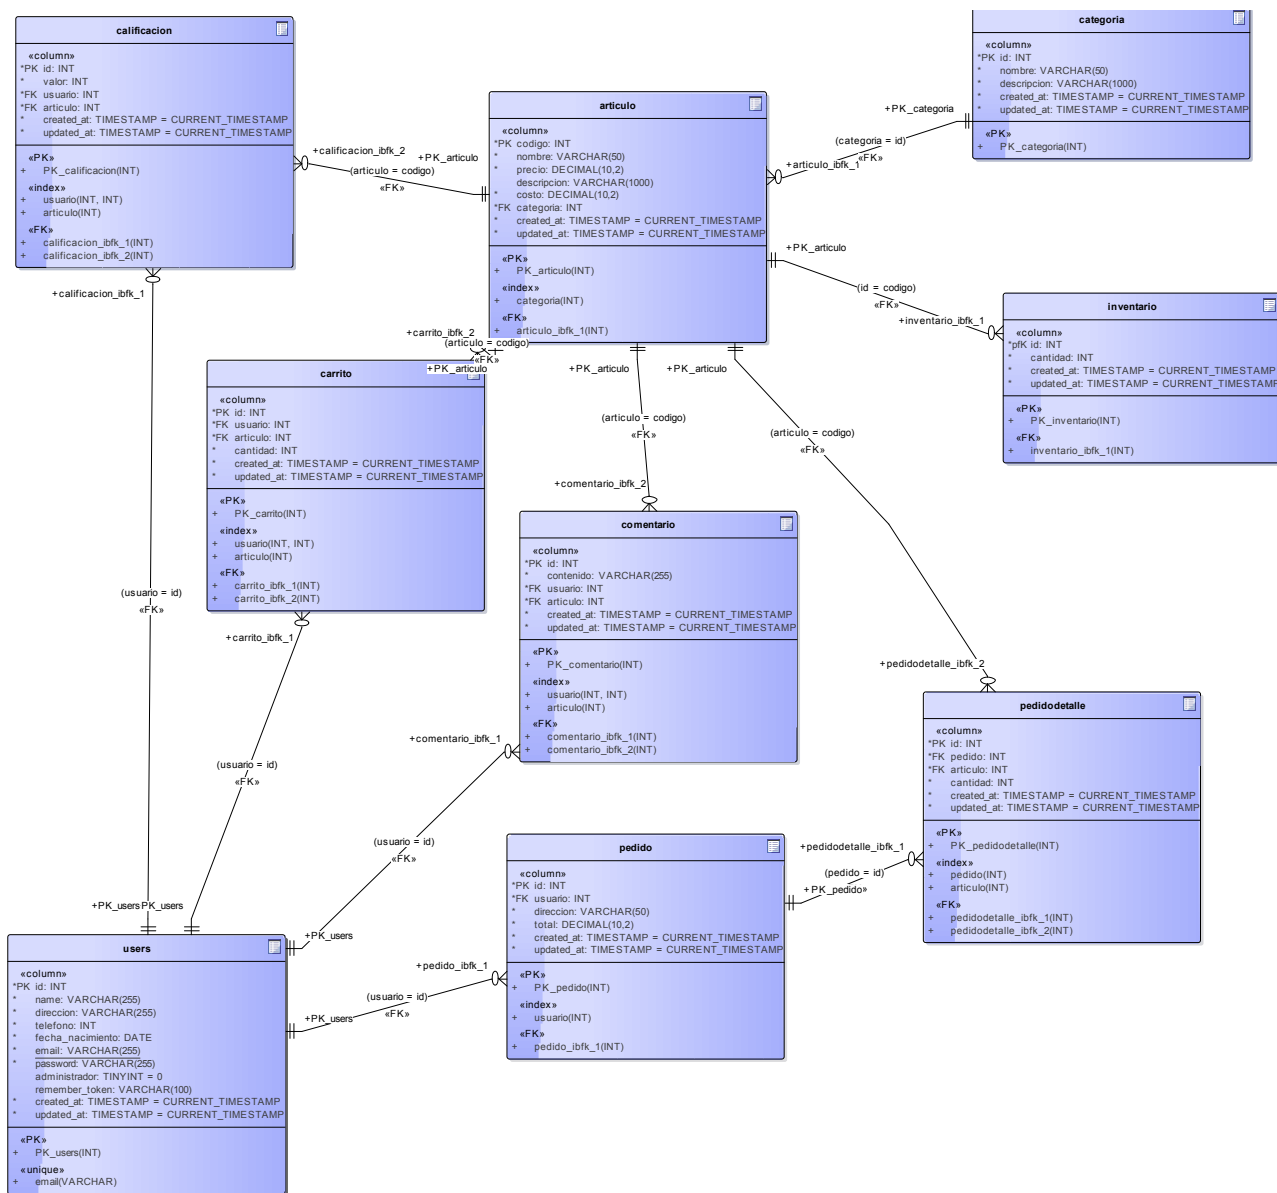 calificacion
«column»
*PK id: INT
* valor: INT
*FK usuario: INT
*FK articulo: INT
* created_at: TIMESTAMP = CURRENT_TIMESTAMP
* updated_at: TIMESTAMP = CURRENT_TIMESTAMP
«PK»
+ PK_calificacion(INT)
«index»
+ usuario(INT, INT)
+ articulo(INT)
«FK»
+ calificacion_ibfk_1(INT)
+ calificacion_ibfk_2(INT)
categoria
«column»
*PK id: INT
* nombre: VARCHAR(50)
* descripcion: VARCHAR(1000)
* created_at: TIMESTAMP = CURRENT_TIMESTAMP
* updated_at: TIMESTAMP = CURRENT_TIMESTAMP
«PK»
+ PK_categoria(INT)
articulo
«column»
*PK codigo: INT
* nombre: VARCHAR(50)
* precio: DECIMAL(10,2)
descripcion: VARCHAR(1000)
* costo: DECIMAL(10,2)
*FK categoria: INT
* created_at: TIMESTAMP = CURRENT_TIMESTAMP
* updated_at: TIMESTAMP = CURRENT_TIMESTAMP
«PK»
+ PK_articulo(INT)
«index»
+ categoria(INT)
«FK»
+ articulo_ibfk_1(INT)
+PK_categoria
(categoria = id)
«FK»
+articulo_ibfk_1
+calificacion_ibfk_2
+PK_articulo
(articulo = codigo)
«FK»
+PK_articulo
(id = codigo)
«FK»
+inventario_ibfk_1
inventario
«column»
*pfK id: INT
* cantidad: INT
* created_at: TIMESTAMP = CURRENT_TIMESTAMP
* updated_at: TIMESTAMP = CURRENT_TIMESTAMP
«PK»
+ PK_inventario(INT)
«FK»
+ inventario_ibfk_1(INT)
+calificacion_ibfk_1
(usuario = id)
«FK»
+carrito_ibfk_2
(articulo = codigo)
«FK»
+PK_articulo
carrito
«column»
*PK id: INT
*FK usuario: INT
*FK articulo: INT
* cantidad: INT
* created_at: TIMESTAMP = CURRENT_TIMESTAMP
* updated_at: TIMESTAMP = CURRENT_TIMESTAMP
«PK»
+ PK_carrito(INT)
«index»
+ usuario(INT, INT)
+ articulo(INT)
«FK»
+ carrito_ibfk_1(INT)
+ carrito_ibfk_2(INT)
+carrito_ibfk_1
(usuario = id)
«FK»
+PK_articulo
(articulo = codigo)
«FK»
+comentario_ibfk_2
+PK_articulo
(articulo = codigo)
«FK»
+pedidodetalle_ibfk_2
comentario
«column»
*PK id: INT
* contenido: VARCHAR(255)
*FK usuario: INT
*FK articulo: INT
* created_at: TIMESTAMP = CURRENT_TIMESTAMP
* updated_at: TIMESTAMP = CURRENT_TIMESTAMP
«PK»
+ PK_comentario(INT)
«index»
+ usuario(INT, INT)
+ articulo(INT)
«FK»
+ comentario_ibfk_1(INT)
+ comentario_ibfk_2(INT)
+comentario_ibfk_1
(usuario = id)
«FK»
+PK_users
pedidodetalle
«column»
*PK id: INT
*FK pedido: INT
*FK articulo: INT
* cantidad: INT
* created_at: TIMESTAMP = CURRENT_TIMESTAMP
* updated_at: TIMESTAMP = CURRENT_TIMESTAMP
«PK»
+ PK_pedidodetalle(INT)
«index»
+ pedido(INT)
+ articulo(INT)
«FK»
+ pedidodetalle_ibfk_1(INT)
+ pedidodetalle_ibfk_2(INT)
+pedidodetalle_ibfk_1
(pedido = id)
+PK_pedido»
pedido
«column»
*PK id: INT
*FK usuario: INT
* direccion: VARCHAR(50)
* total: DECIMAL(10,2)
* created_at: TIMESTAMP = CURRENT_TIMESTAMP
* updated_at: TIMESTAMP = CURRENT_TIMESTAMP
«PK»
+ PK_pedido(INT)
«index»
+ usuario(INT)
«FK»
+ pedido_ibfk_1(INT)
+pedido_ibfk_1
(usuario = id)
«FK»
+PK_users
+PK_usersPK_users
users
«column»
*PK id: INT
* name: VARCHAR(255)
* direccion: VARCHAR(255)
* telefono: INT
* fecha_nacimiento: DATE
* email: VARCHAR(255)
* password: VARCHAR(255)
administrador: TINYINT = 0
remember_token: VARCHAR(100)
* created_at: TIMESTAMP = CURRENT_TIMESTAMP
* updated_at: TIMESTAMP = CURRENT_TIMESTAMP
«PK»
+ PK_users(INT)
«unique»
+ email(VARCHAR)